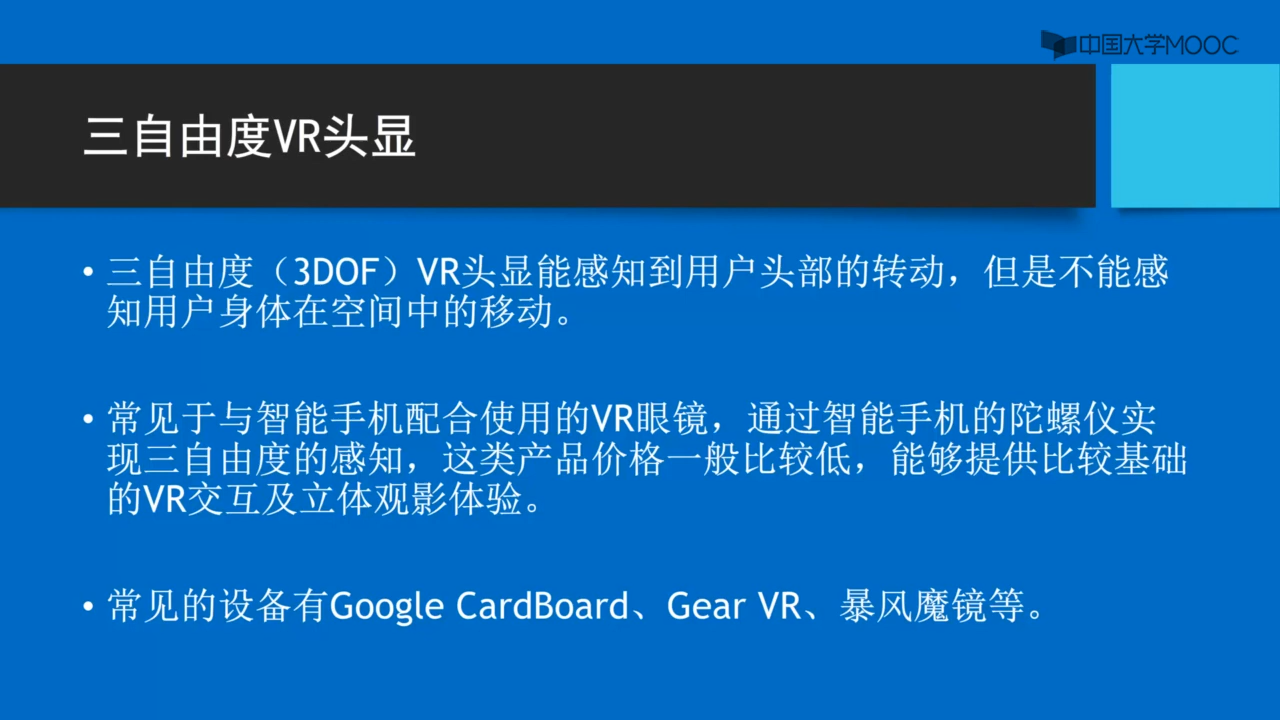 中国大学MOOC
三自由度VR头显
• 三自由度（3DOF）VR头显能感知到用户头部的转动，但是不能感
知用户身体在空间中的移动。
• 常见于与智能手机配合使用的VR眼镜，通过智能手机的陀螺仪实
现三自由度的感知，这类产品价格一般比较低，能够提供比较基础
的VR交互及立体观影体验。
• 常见的设备有Google CardBoard、Gear VR、暴风魔镜等。